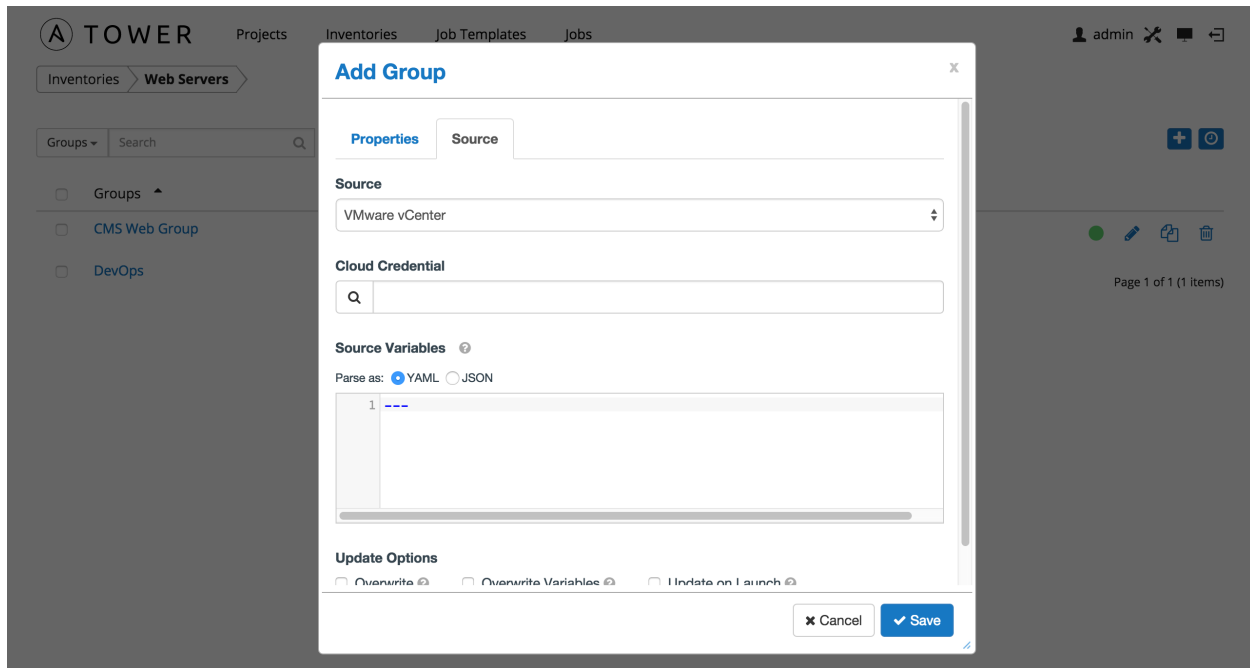 TOWER Projects Inventories Job Templates Jobs admin
Inventories Web Servers
Groups Search
Groups
CMS Web Group
DevOps
Page 1 of 1 (1 items)
Add Group x
Properties Source
Source
VMware vCenter
Cloud Credential
Source Variables ?
Parse as: YAML JSON
1 ---
Update Options
Overwrite ? Overwrite Variables ? Update on Launch ?
Cancel Save